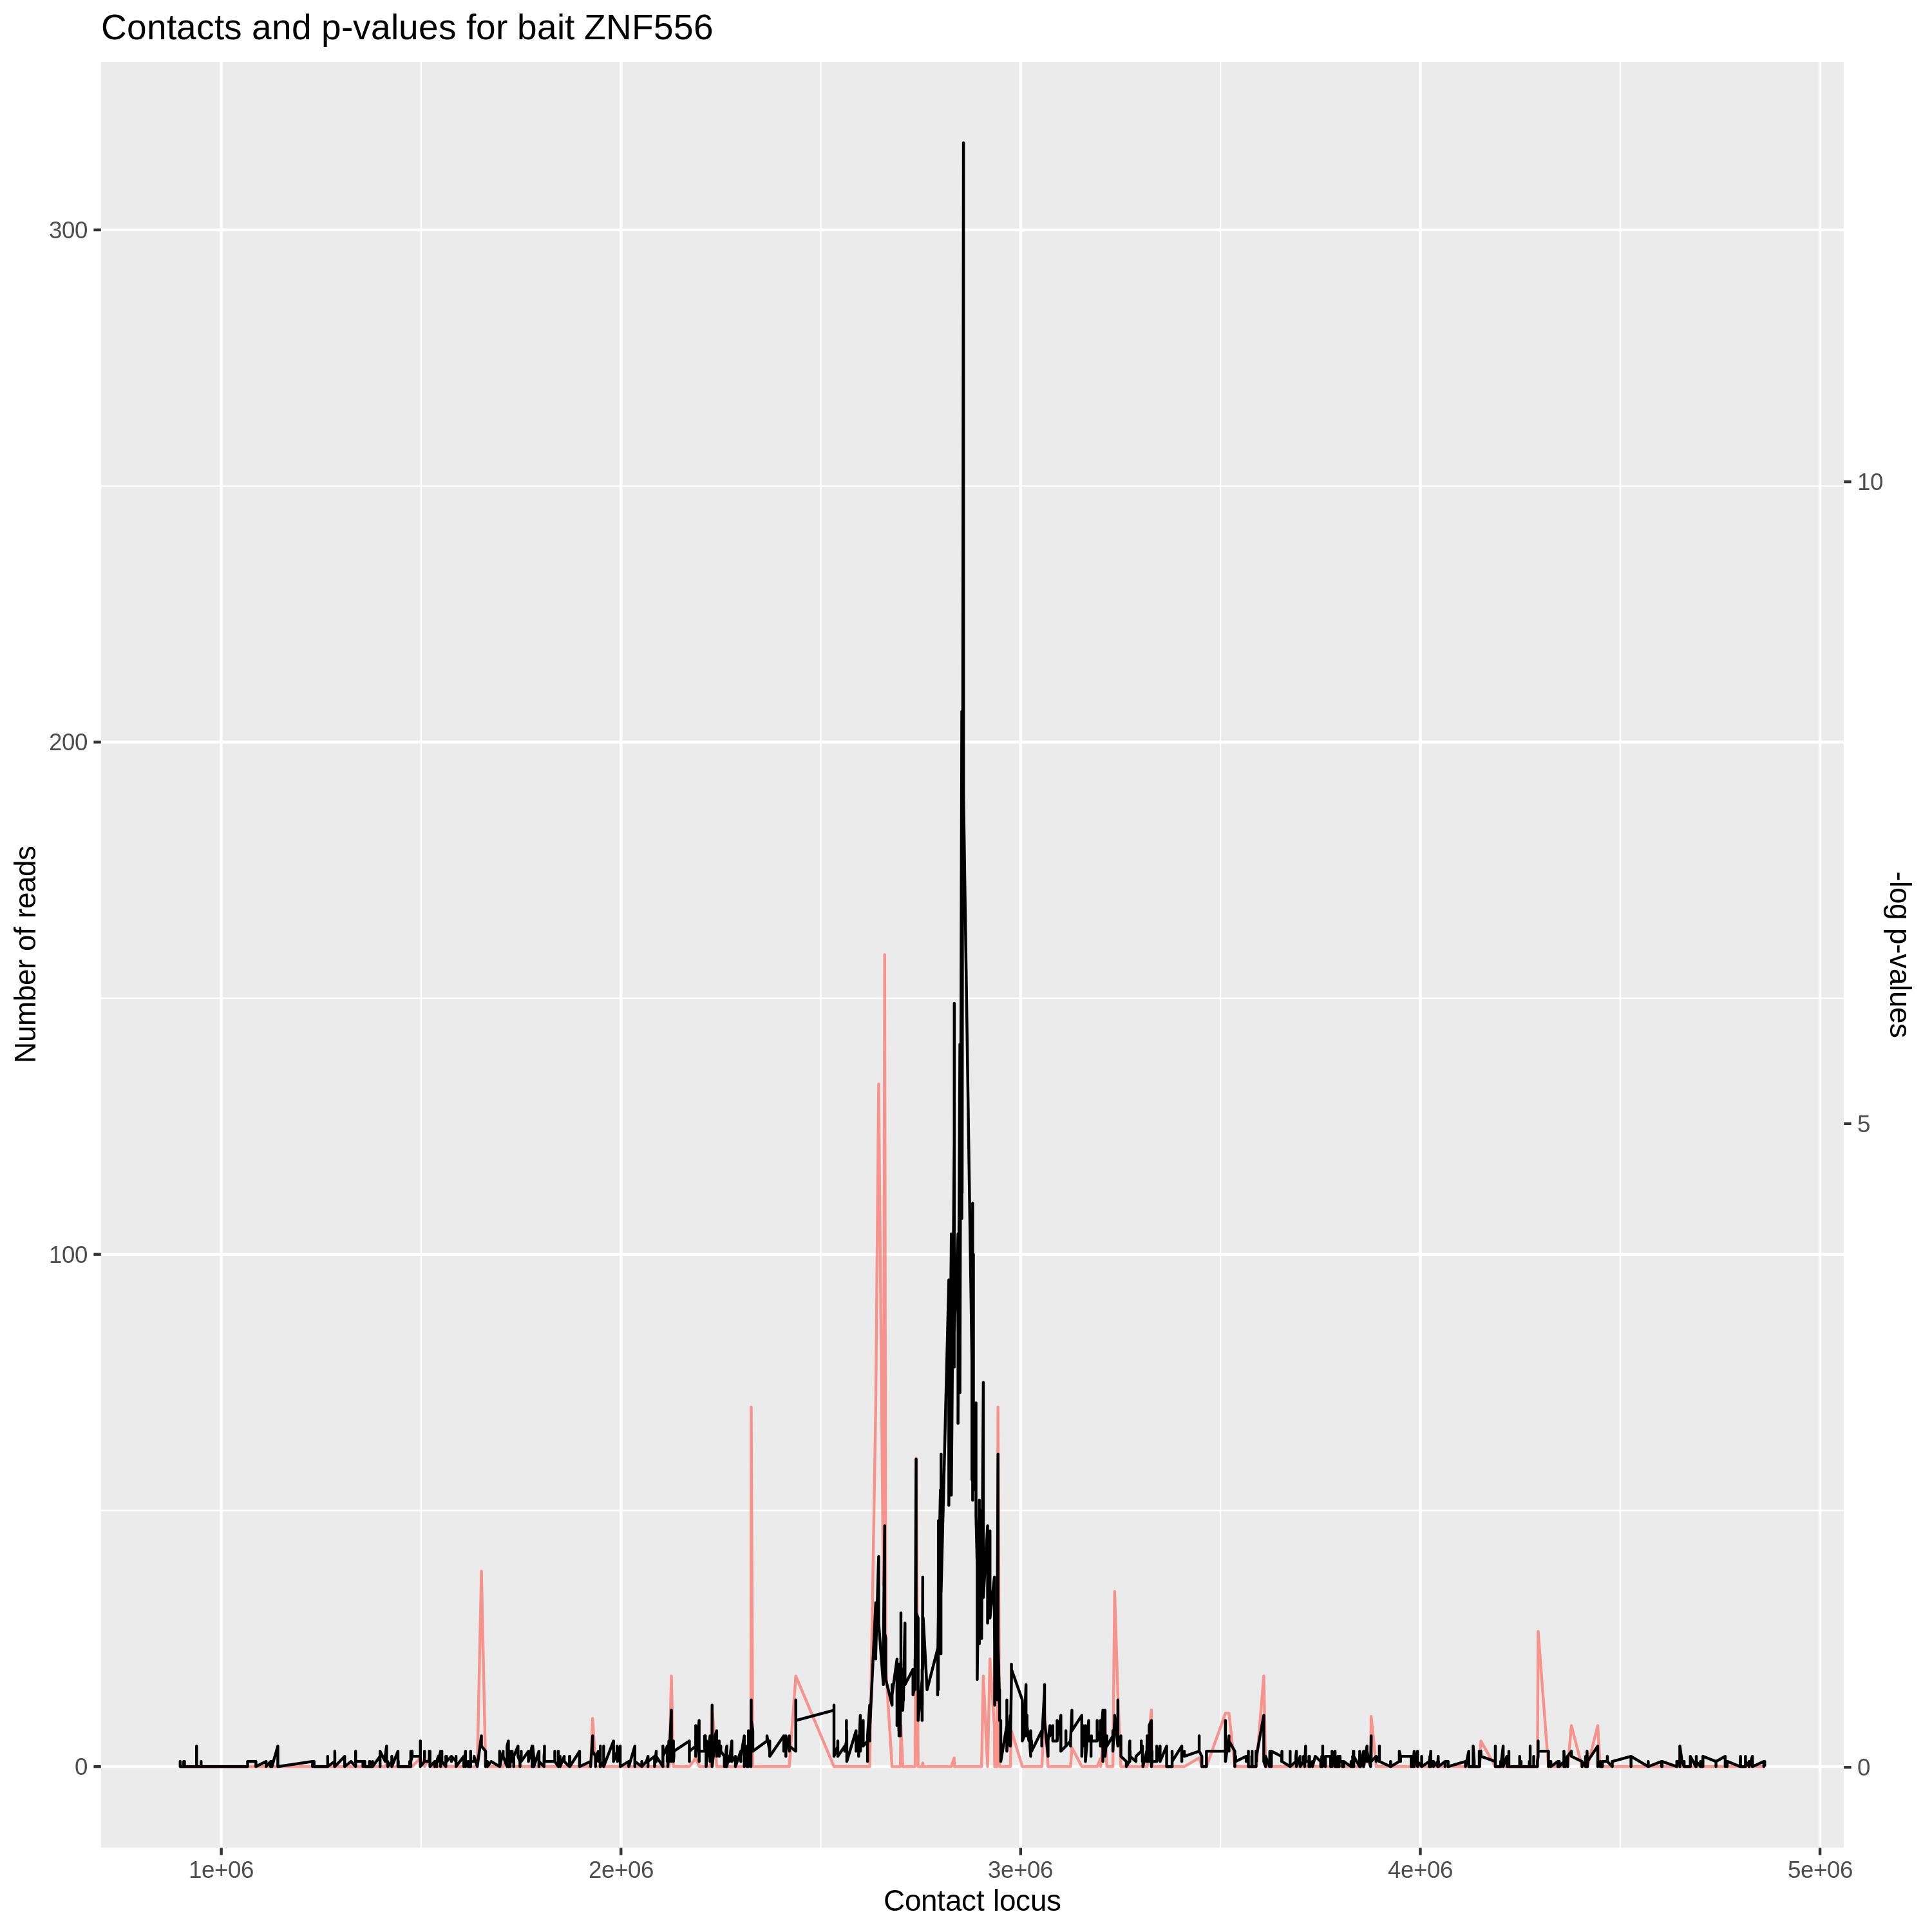 Contacts and p-values for bait ZNF556
300
200
100
0
Number of reads
10
5
0
-log p-values
1e+06
2e+06
3e+06
4e+06
5e+06
Contact locus